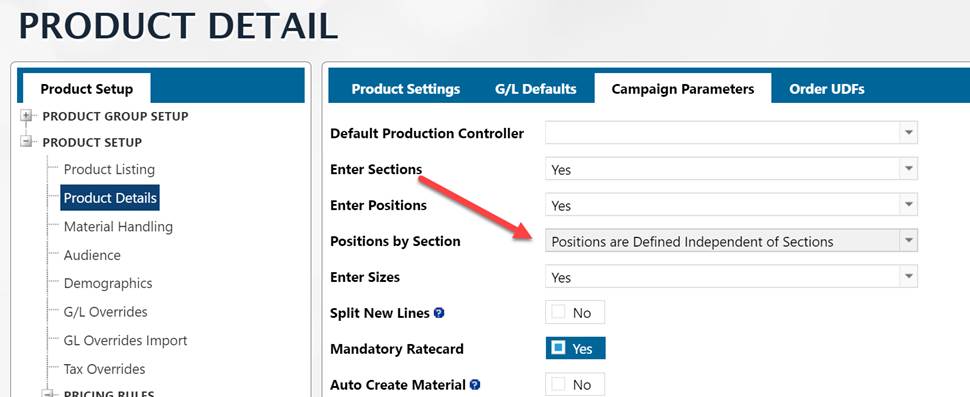 PRODUCT DETAIL
Product Setup
PRODUCT GROUP SETUP
PRODUCT SETUP
Product Listing
Product Details
Material Handling
Audience
Demographics
G/L Overrides
GL Overrides Import
Tax Overrides
PRICING RULES
Product Settings G/L Defaults Campaign Parameters Order UDFs
Default Production Controller
Enter Sections Yes
Enter Positions Yes
Positions by Section Positions are Defined Independent of Sections
Enter Sizes Yes
Split New Lines ? No
Mandatory Ratecard Yes
Auto Create Material ? No